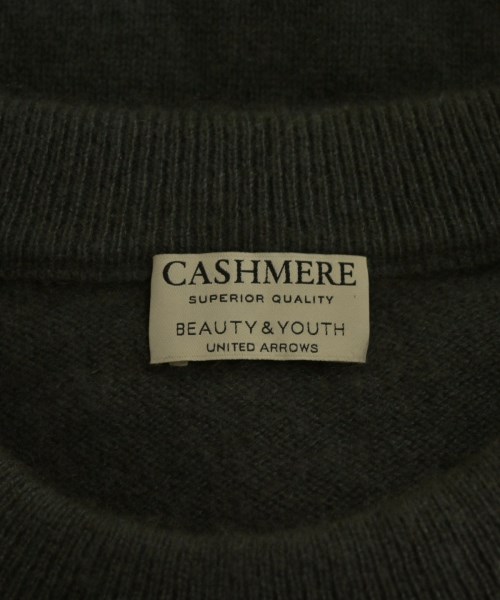 CASHMERE
SUPERIOR QUALITY
BEAUTY&YOUTH
UNITED ARROWS